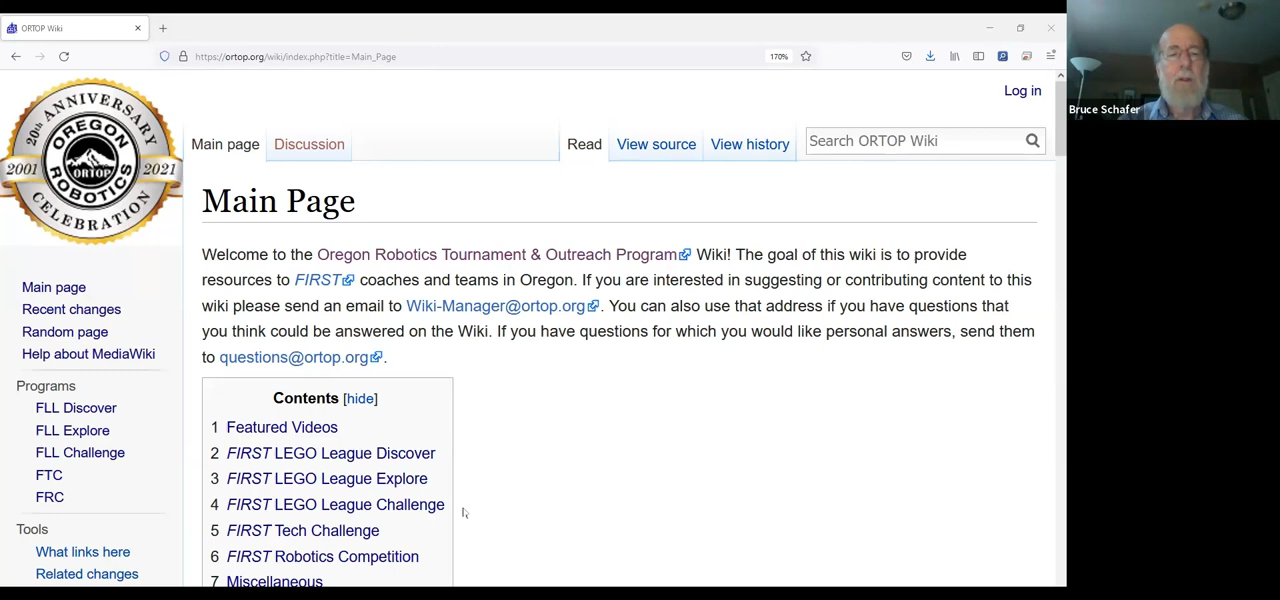 ORTOP Wiki
https://ortop.org/wiki/index.php?title=Main_Page
170%
Bruce Schafer
20th ANNIVERSARY
OREGON
2001 ORTOP 2021
ROBOTICS
CELEBRATION
Log in
Main page Discussion Read View source View history Search ORTOP Wiki
Main Page
Welcome to the Oregon Robotics Tournament & Outreach Program Wiki! The goal of this wiki is to provide
resources to FIRST coaches and teams in Oregon. If you are interested in suggesting or contributing content to this
wiki please send an email to Wiki-Manager@ortop.org. You can also use that address if you have questions that
you think could be answered on the Wiki. If you have questions for which you would like personal answers, send them
to questions@ortop.org.
Main page
Recent changes
Random page
Help about MediaWiki
Programs
FLL Discover
FLL Explore
FLL Challenge
FTC
FRC
Tools
What links here
Related changes
Contents [hide]
1 Featured Videos
2 FIRST LEGO League Discover
3 FIRST LEGO League Explore
4 FIRST LEGO League Challenge
5 FIRST Tech Challenge
6 FIRST Robotics Competition
7 Miscellaneous